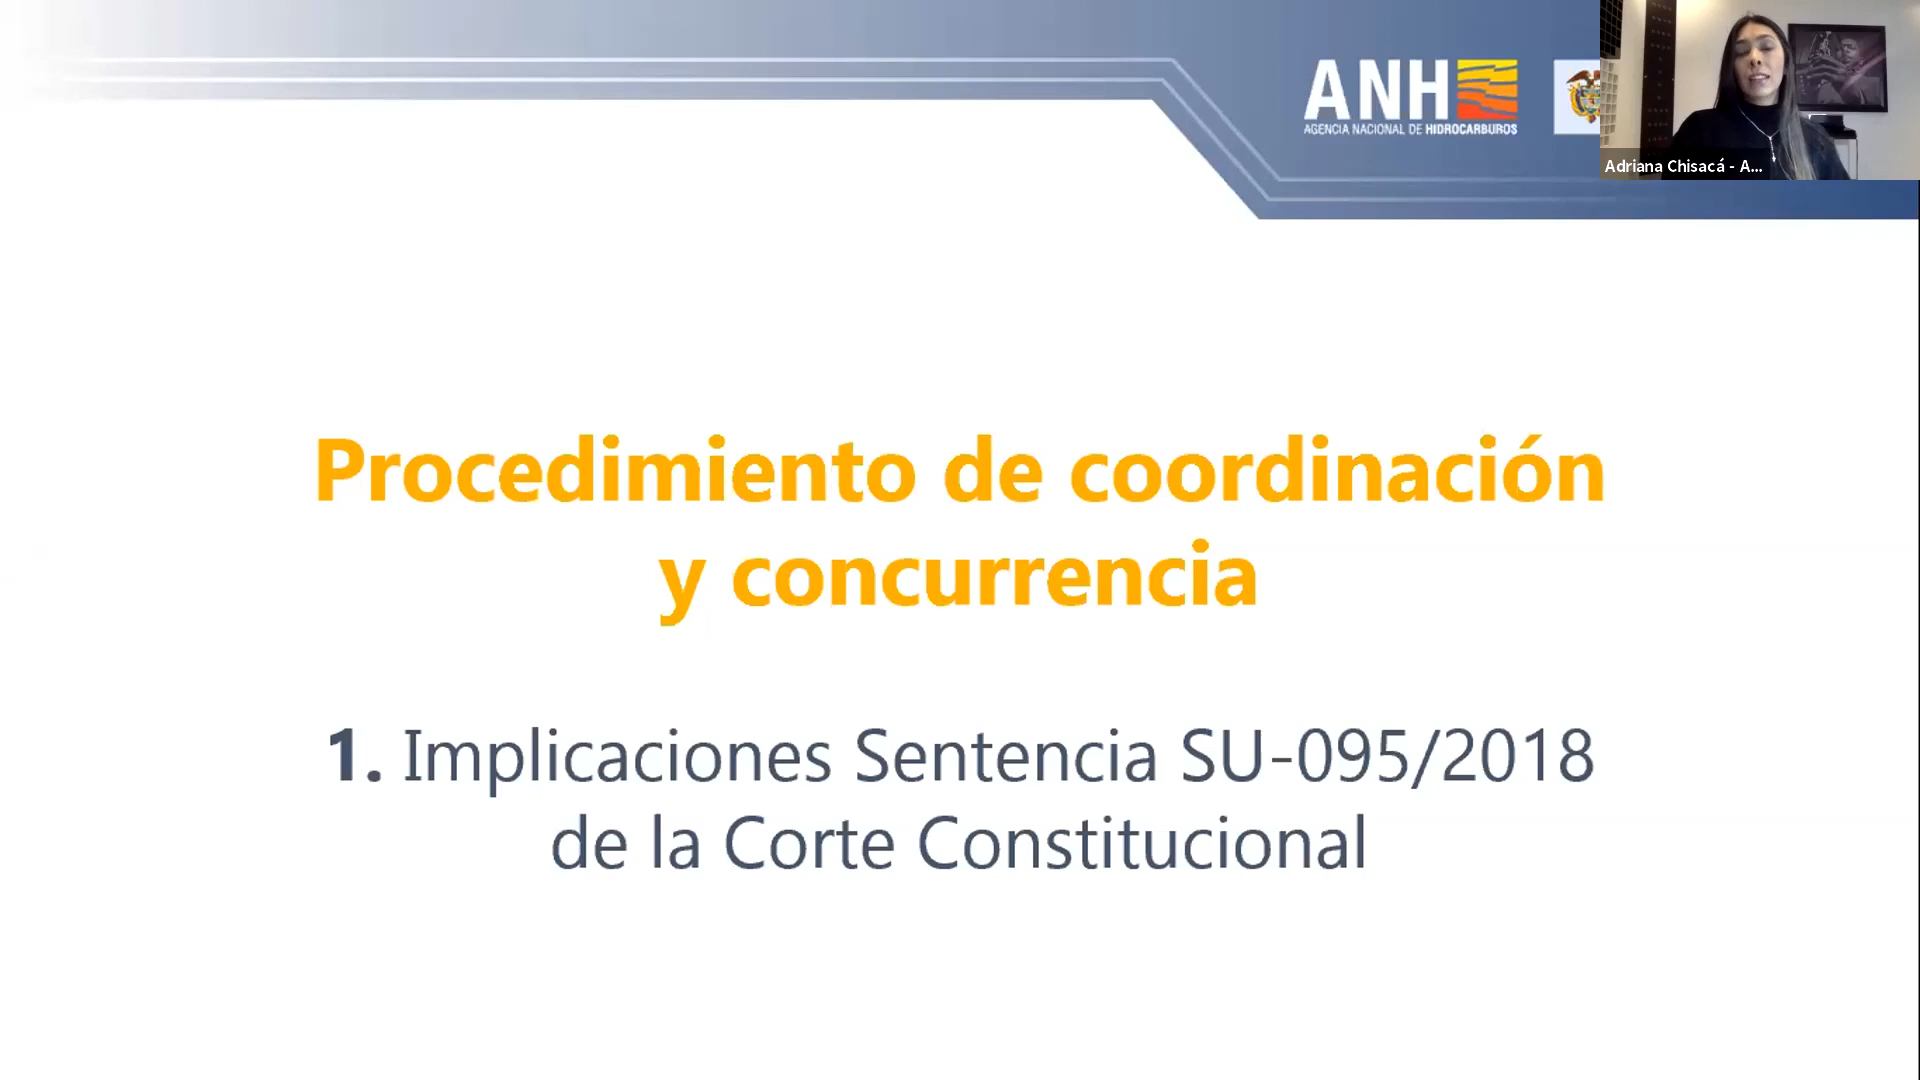 ANH
AGENCIA NACIONAL DE HIDROCARBUROS
Adriana Chisacá - A...
Procedimiento de coordinación
y concurrencia
1. Implicaciones Sentencia SU-095/2018
de la Corte Constitucional